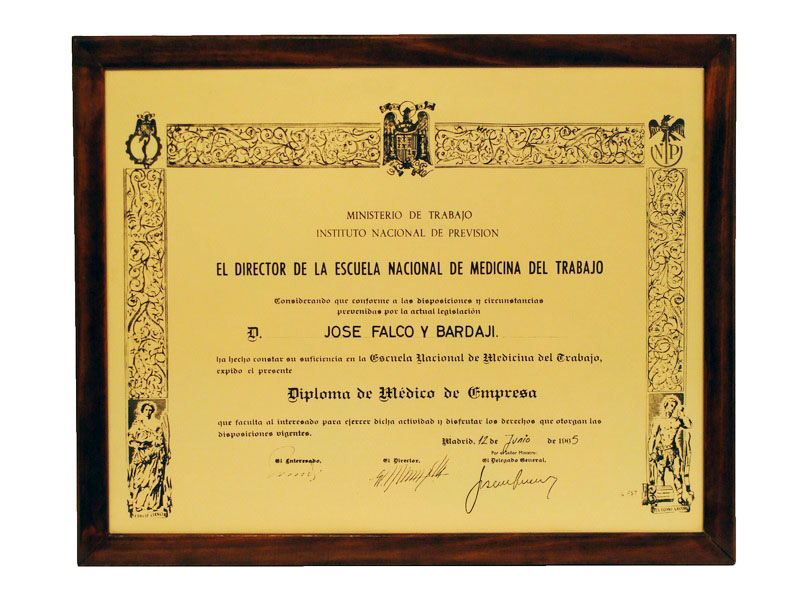 MINISTERIO DE TRABAJO
INSTITUTO NACIONAL DE PREVISION
EL DIRECTOR DE LA ESCUELA NACIONAL DE MEDICINA DEL TRABAJO
Considerando que conforme a las disposiciones y circunstancias
prevenidas por la actual legislación
D. JOSE FALCO Y BARDAJI.
ha hecho constar su suficiencia en la Escuela Nacional de Medicina del Trabajo,
expido el presente
Diploma de Médico de Empresa
que faculta al interesado para ejercer dicha actividad y disfrutar los derechos que otorgan las
disposiciones vigentes.
Madrid, 12 de Junio de 1965
Por el Señor Ministro:
El Interesado, El Director, El Delegado General,